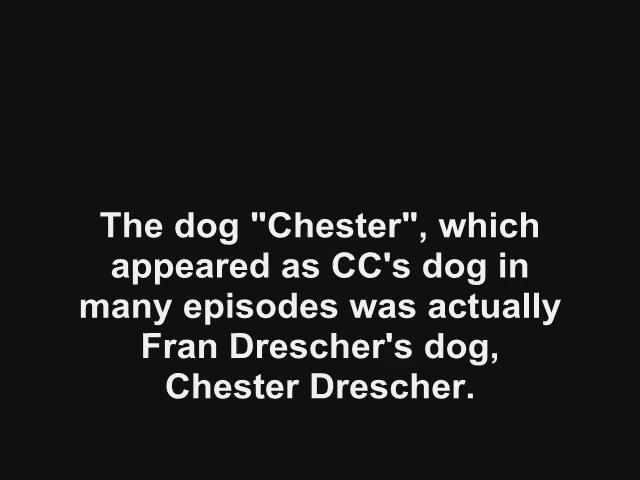 The dog "Chester", which
appeared as CC's dog in
many episodes was actually
Fran Drescher's dog,
Chester Drescher.